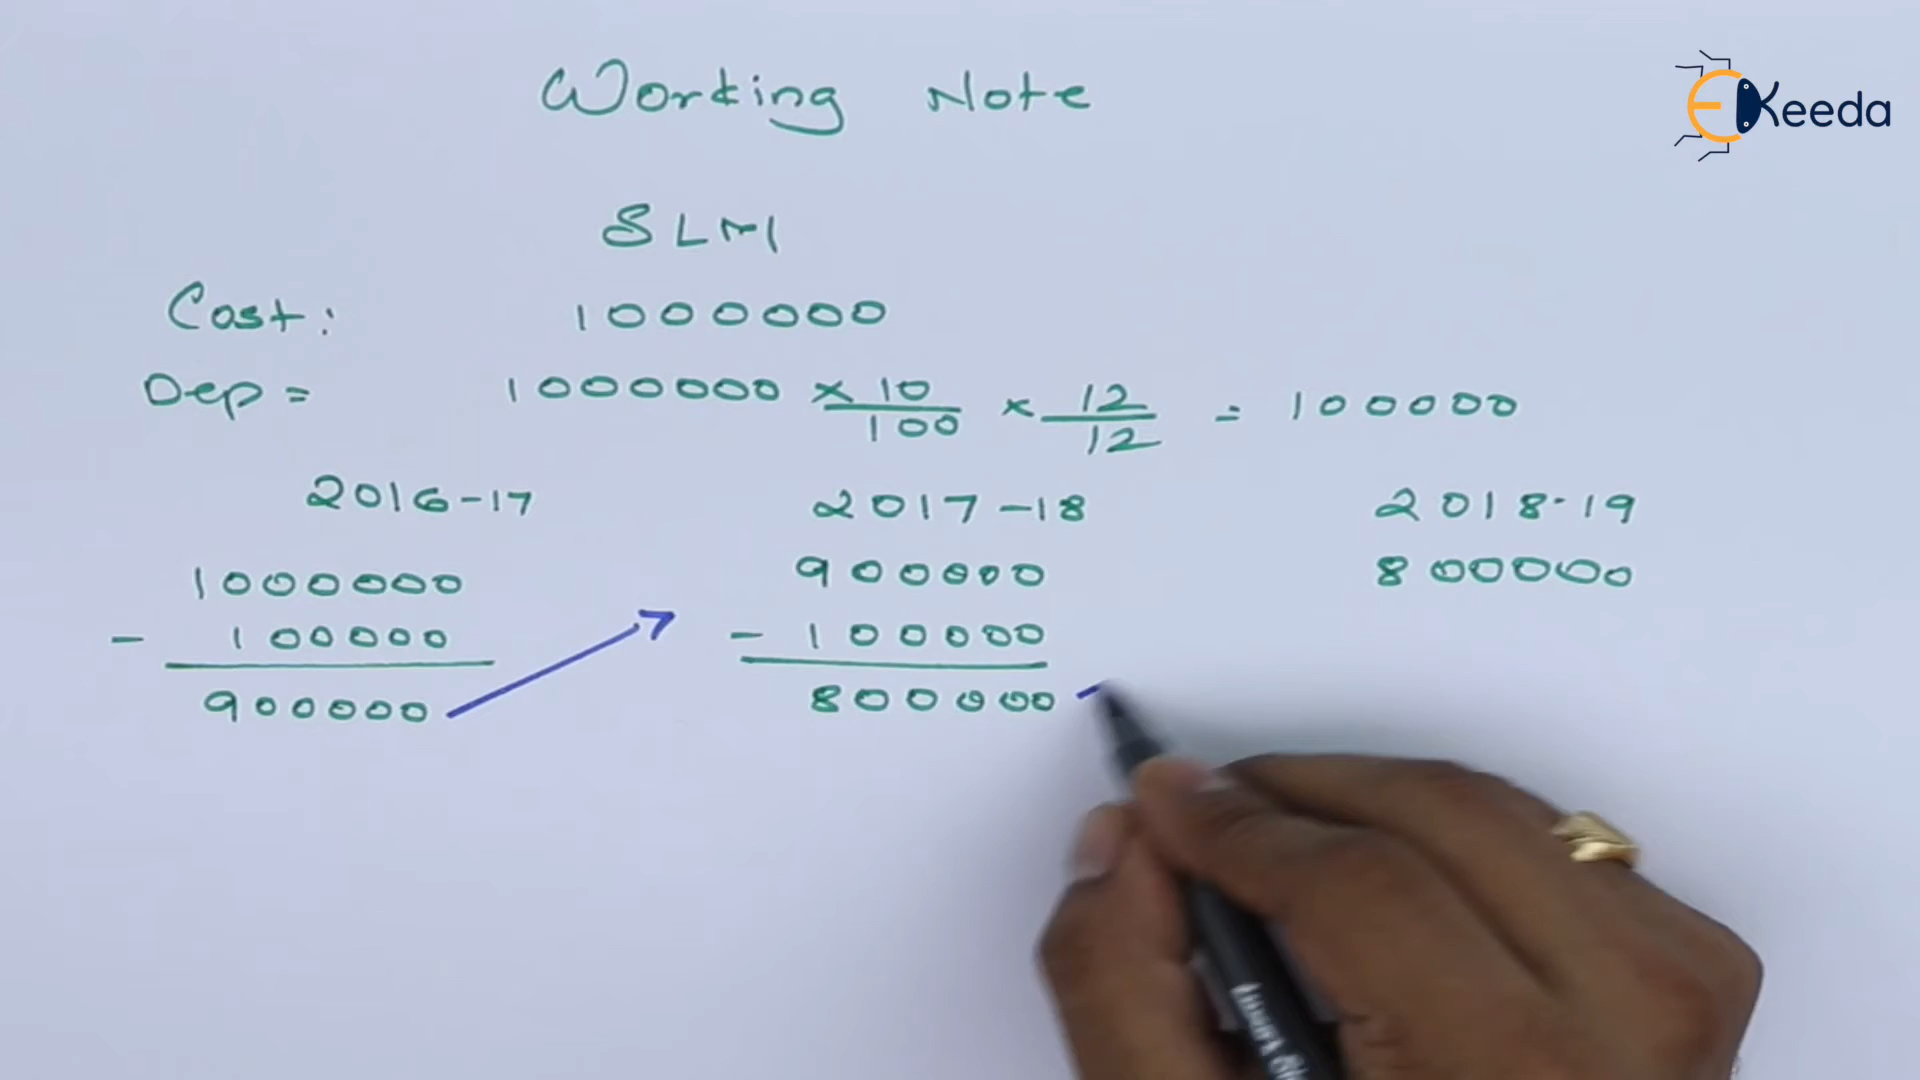 Working Note
EKeeda
SLM
Cost: 1000000
Dep = 1000000 × 10/100 × 12/12 = 100000
2016-17 2017-18 2018-19
1000000 900000 800000
- 100000 - 100000
900000 800000